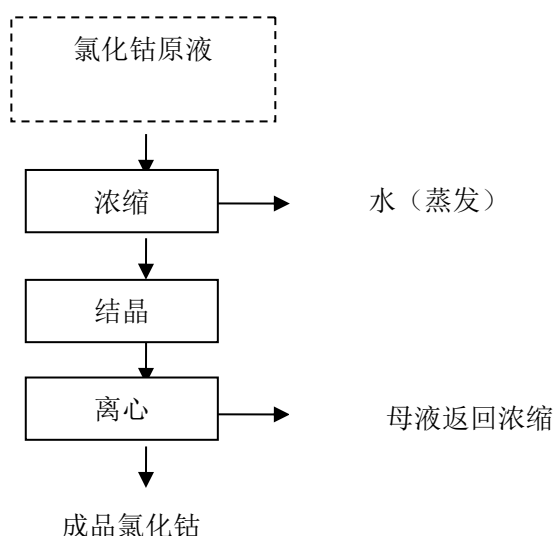 氯化钴原液
浓缩
水（蒸发）
结晶
离心
母液返回浓缩
成品氯化钴